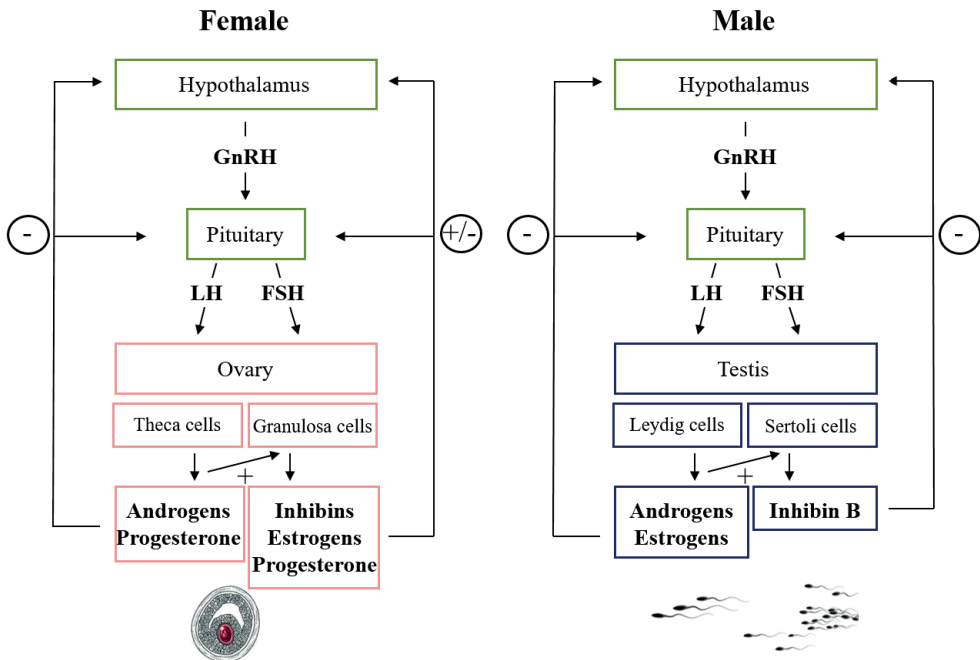 Female
Hypothalamus
GnRH
-
+/-
Pituitary
LH FSH
Ovary
Theca cells Granulosa cells
+
Androgens
Progesterone
Inhibins
Estrogens
Progesterone
Male
Hypothalamus
GnRH
-
-
Pituitary
LH FSH
Testis
Leydig cells Sertoli cells
+
Androgens
Estrogens
Inhibin B